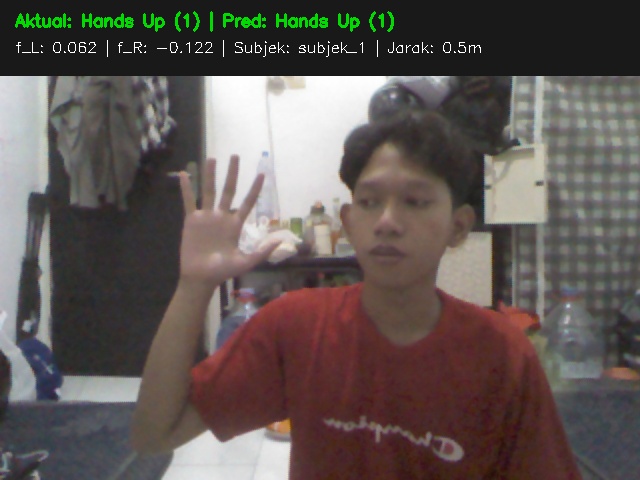 Aktual: Hands Up (1) | Pred: Hands Up (1)
f_L: 0.062 | f_R: −0.122 | Subjek: subjek_1 | Jarak: 0.5m
Champion